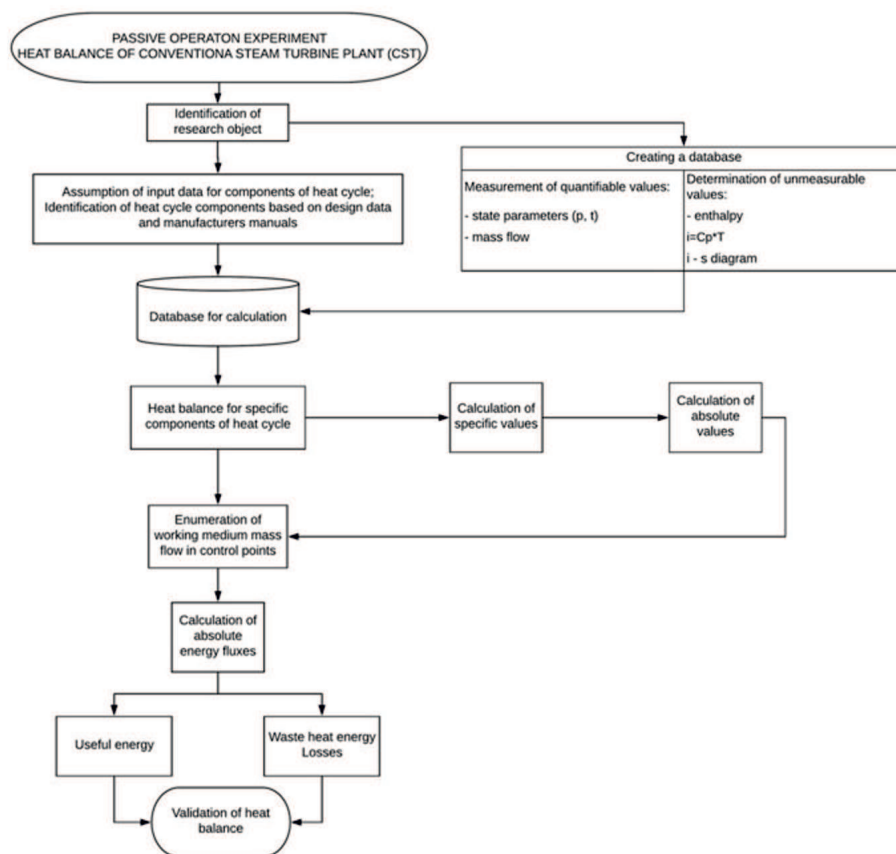 PASSIVE OPERATON EXPERIMENT
HEAT BALANCE OF CONVENTIONA STEAM TURBINE PLANT (CST)
Identification of
research object
Creating a database
Measurement of quantifiable values:
- state parameters (p, t)
- mass flow
Determination of unmeasurable
values:
- enthalpy
i=Cp*T
i - s diagram
Assumption of input data for components of heat cycle;
Identification of heat cycle components based on design data
and manufacturers manuals
Database for calculation
Heat balance for specific
components of heat cycle
Calculation of
specific values
Calculation of
absolute
values
Enumeration of
working medium mass
flow in control points
Calculation of
absolute
energy fluxes
Useful energy
Waste heat energy
Losses
Validation of heat
balance